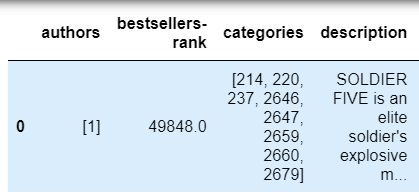 authors bestsellers-rank categories description
0 [1] 49848.0 [214, 220, 237, 2646, 2647, 2659, 2660, 2679] SOLDIER FIVE is an elite soldier's explosive m...